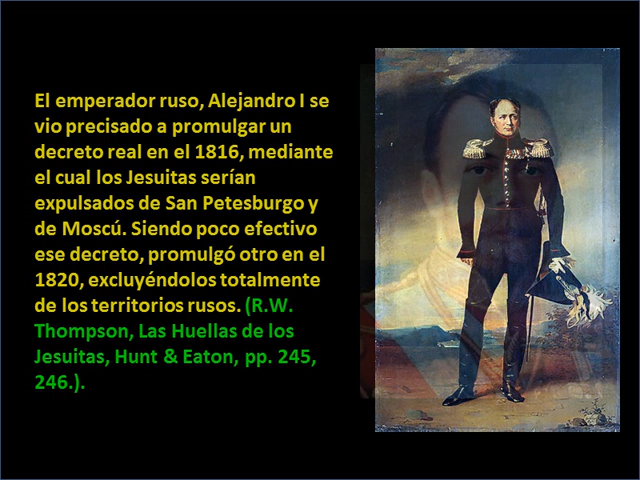 El emperador ruso, Alejandro I se
vio precisado a promulgar un
decreto real en el 1816, mediante
el cual los Jesuitas serían
expulsados de San Petesburgo y
de Moscú. Siendo poco efectivo
ese decreto, promulgó otro en el
1820, excluyéndolos totalmente
de los territorios rusos. (R.W.
Thompson, Las Huellas de los
Jesuitas, Hunt & Eaton, pp. 245,
246.).